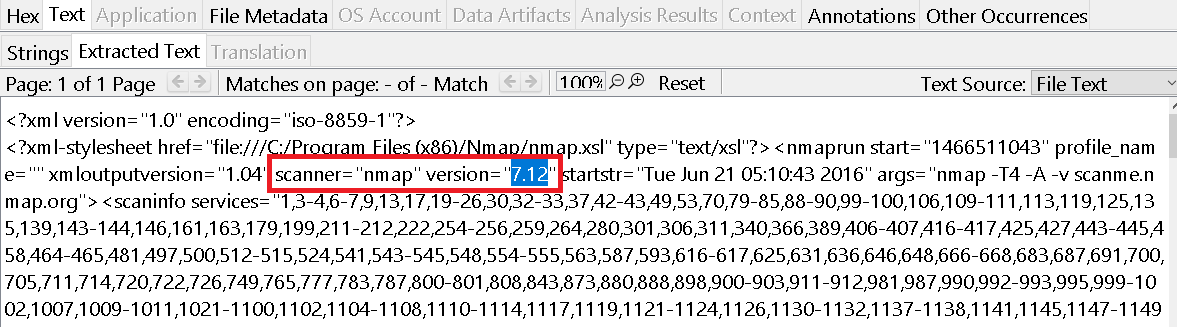 Hex Text Application File Metadata OS Account Data Artifacts Analysis Results Context Annotations Other Occurrences
Strings Extracted Text Translation
Page: 1 of 1 Page Matches on page: - of - Match 100% Reset Text Source: File Text
<?xml version="1.0" encoding="iso-8859-1"?>
<?xml-stylesheet href="file:///C:/Program Files (x86)/Nmap/nmap.xsl" type="text/xsl"?> <nmaprun start="1466511043" profile_nam
e="" xmloutputversion="1.04" scanner="nmap" version="7.12" startstr="Tue Jun 21 05:10:43 2016" args="nmap -T4 -A -v scanme.n
map.org"> <scaninfo services="1,3-4,6-7,9,13,17,19-26,30,32-33,37,42-43,49,53,70,79-85,88-90,99-100,106,109-111,113,119,125,13
5,139,143-144,146,161,163,179,199,211-212,222,254-256,259,264,280,301,306,311,340,366,389,406-407,416-417,425,427,443-445,4
58,464-465,481,497,500,512-515,524,541,543-545,548,554-555,563,587,593,616-617,625,631,636,646,648,666-668,683,687,691,700,
705,711,714,720,722,726,749,765,777,783,787,800-801,808,843,873,880,888,898,900-903,911-912,981,987,990,992-993,995,999-10
02,1007,1009-1011,1021-1100,1102,1104-1108,1110-1114,1117,1119,1121-1124,1126,1130-1132,1137-1138,1141,1145,1147-1149